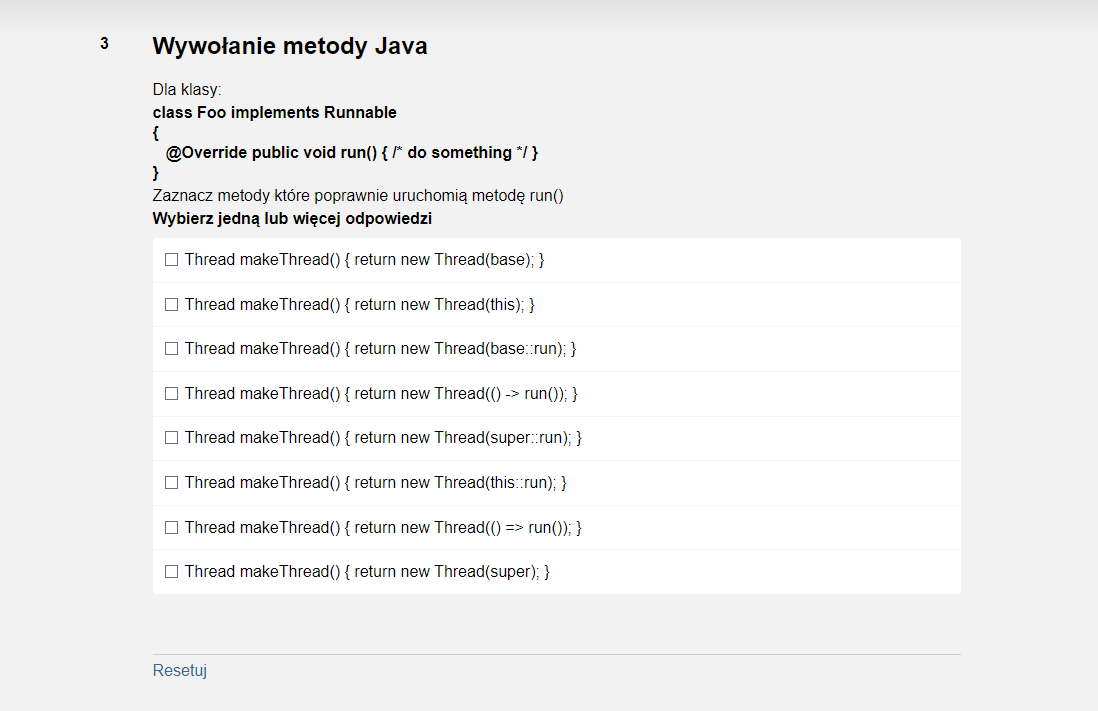 3
Wywołanie metody Java
Dla klasy:
class Foo implements Runnable
{
@Override public void run() { /* do something */ }
}
Zaznacz metody które poprawnie uruchomią metodę run()
Wybierz jedną lub więcej odpowiedzi
Thread makeThread() { return new Thread(base); }
Thread makeThread() { return new Thread(this); }
Thread makeThread() { return new Thread(base::run); }
Thread makeThread() { return new Thread(() -> run()); }
Thread makeThread() { return new Thread(super::run); }
Thread makeThread() { return new Thread(this::run); }
Thread makeThread() { return new Thread(() => run()); }
Thread makeThread() { return new Thread(super); }
Resetuj